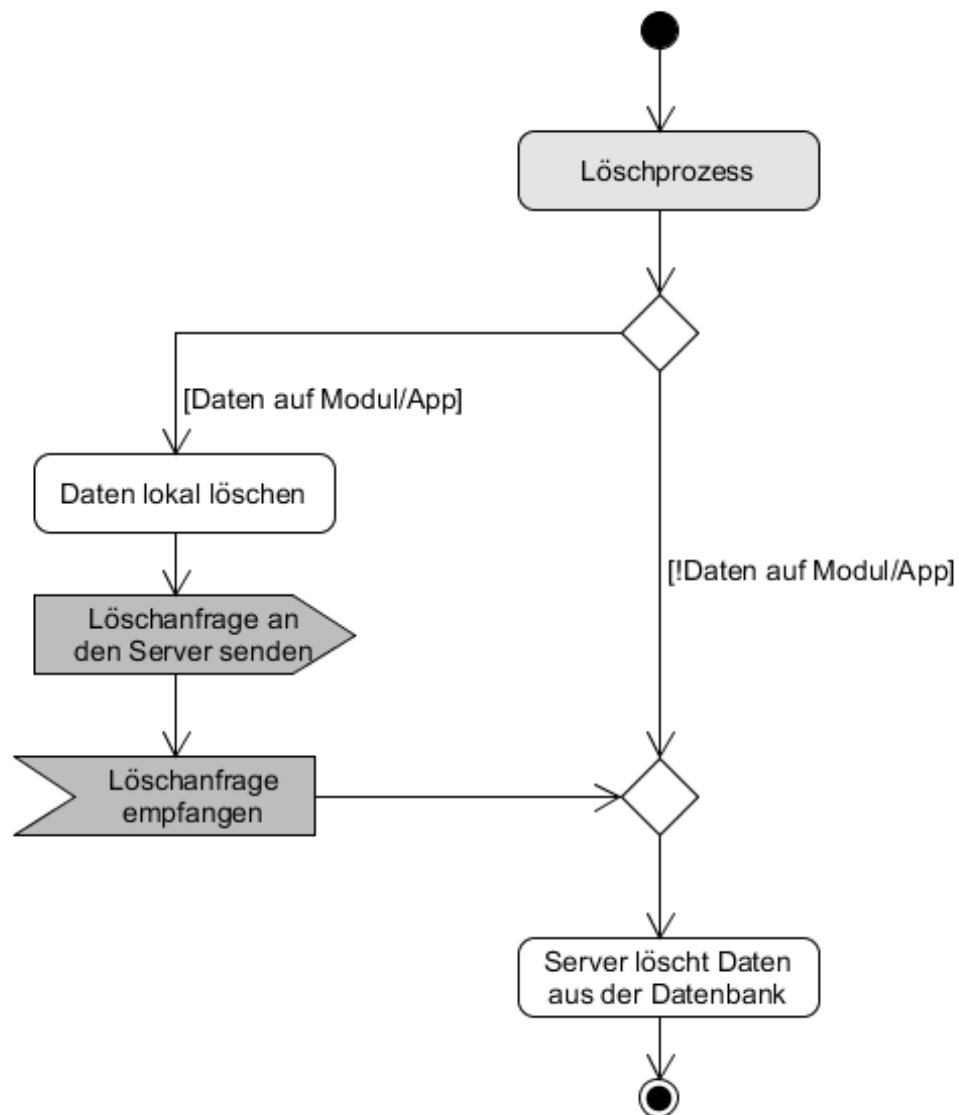 Löschprozess
[Daten auf Modul/App]
Daten lokal löschen
[!Daten auf Modul/App]
Löschanfrage an
den Server senden
Löschanfrage
empfangen
Server löscht Daten
aus der Datenbank